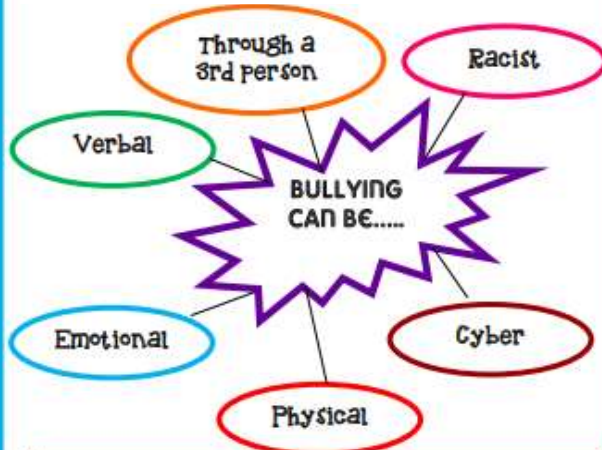 Through a
3rd person
Racist
Verbal
BULLYING
CAN BE.....
Emotional
Cyber
Physical